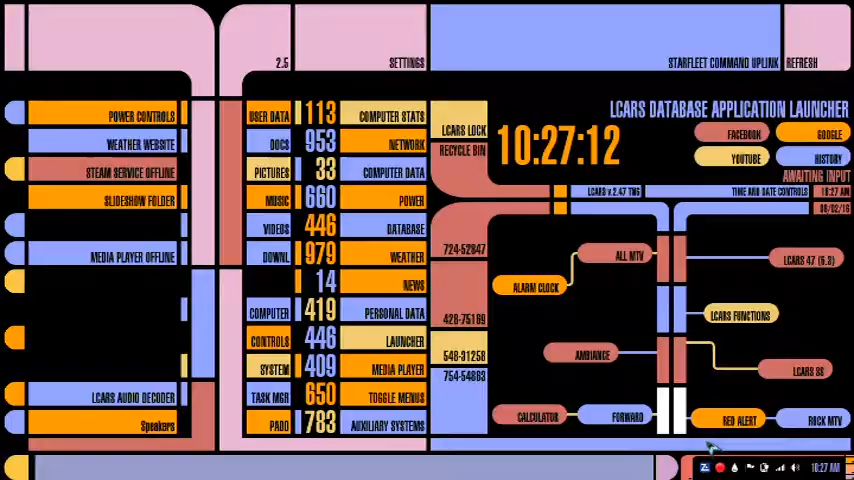 2.5
SETTINGS
STARFLEET COMMAND UPLINK
REFRESH
POWER CONTROLS
WEATHER WEBSITE
STEAM SERVICE OFFLINE
SLIDESHOW FOLDER
MEDIA PLAYER OFFLINE
LCARS AUDIO DECODER
Speakers
USER DATA 113 COMPUTER STATS
DOCS 953 NETWORK
PICTURES 33 COMPUTER DATA
MUSIC 660 POWER
VIDEOS 446 DATABASE
DOWNL 979 WEATHER
14 NEWS
COMPUTER 419 PERSONAL DATA
CONTROLS 446 LAUNCHER
SYSTEM 409 MEDIA PLAYER
TASK MGR 650 TOGGLE MENUS
PADD 783 AUXILIARY SYSTEMS
LCARS LOCK
RECYCLE BIN
724-52847
428-75189
548-31258
754-54883
LCARS DATABASE APPLICATION LAUNCHER
10:27:12
FACEBOOK
GOOGLE
YOUTUBE
HISTORY
AWAITING INPUT
LCARS v.2.47 TNG
TIME AND DATE CONTROLS
10:27 AM
08/02/16
ALL MTV
LCARS 47 (5.3)
ALARM CLOCK
LCARS FUNCTIONS
AMBIANCE
LCARS 3S
CALCULATOR
FORWARD
RED ALERT
ROCK MTV
10:27 AM